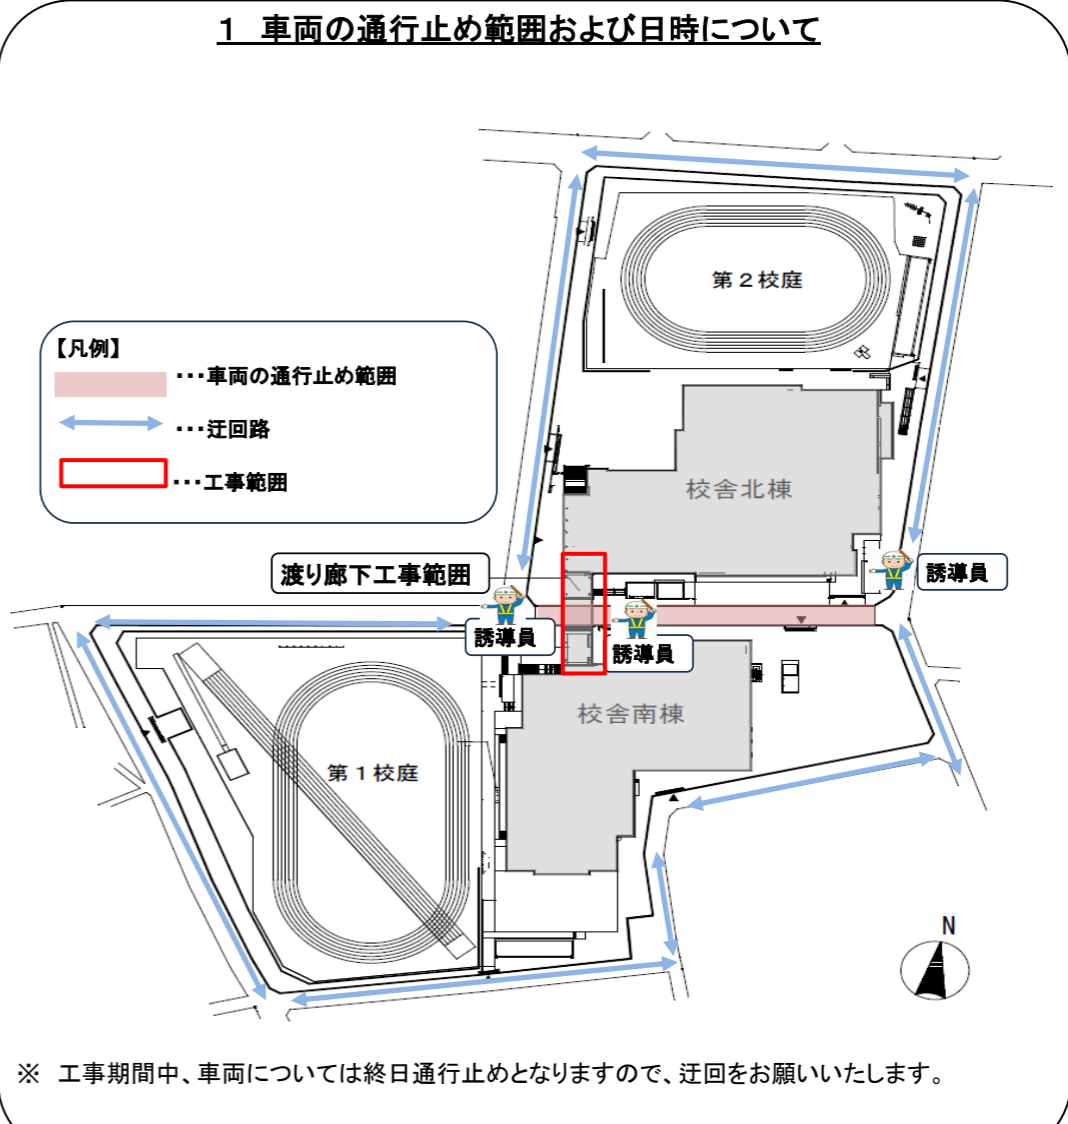 1　車両の通行止め範囲および日時について
第２校庭
【凡例】
･･･車両の通行止め範囲
･･･迂回路
･･･工事範囲
校舎北棟
渡り廊下工事範囲
誘導員
誘導員
誘導員
校舎南棟
第１校庭
N
※　工事期間中、車両については終日通行止めとなりますので、迂回をお願いいたします。